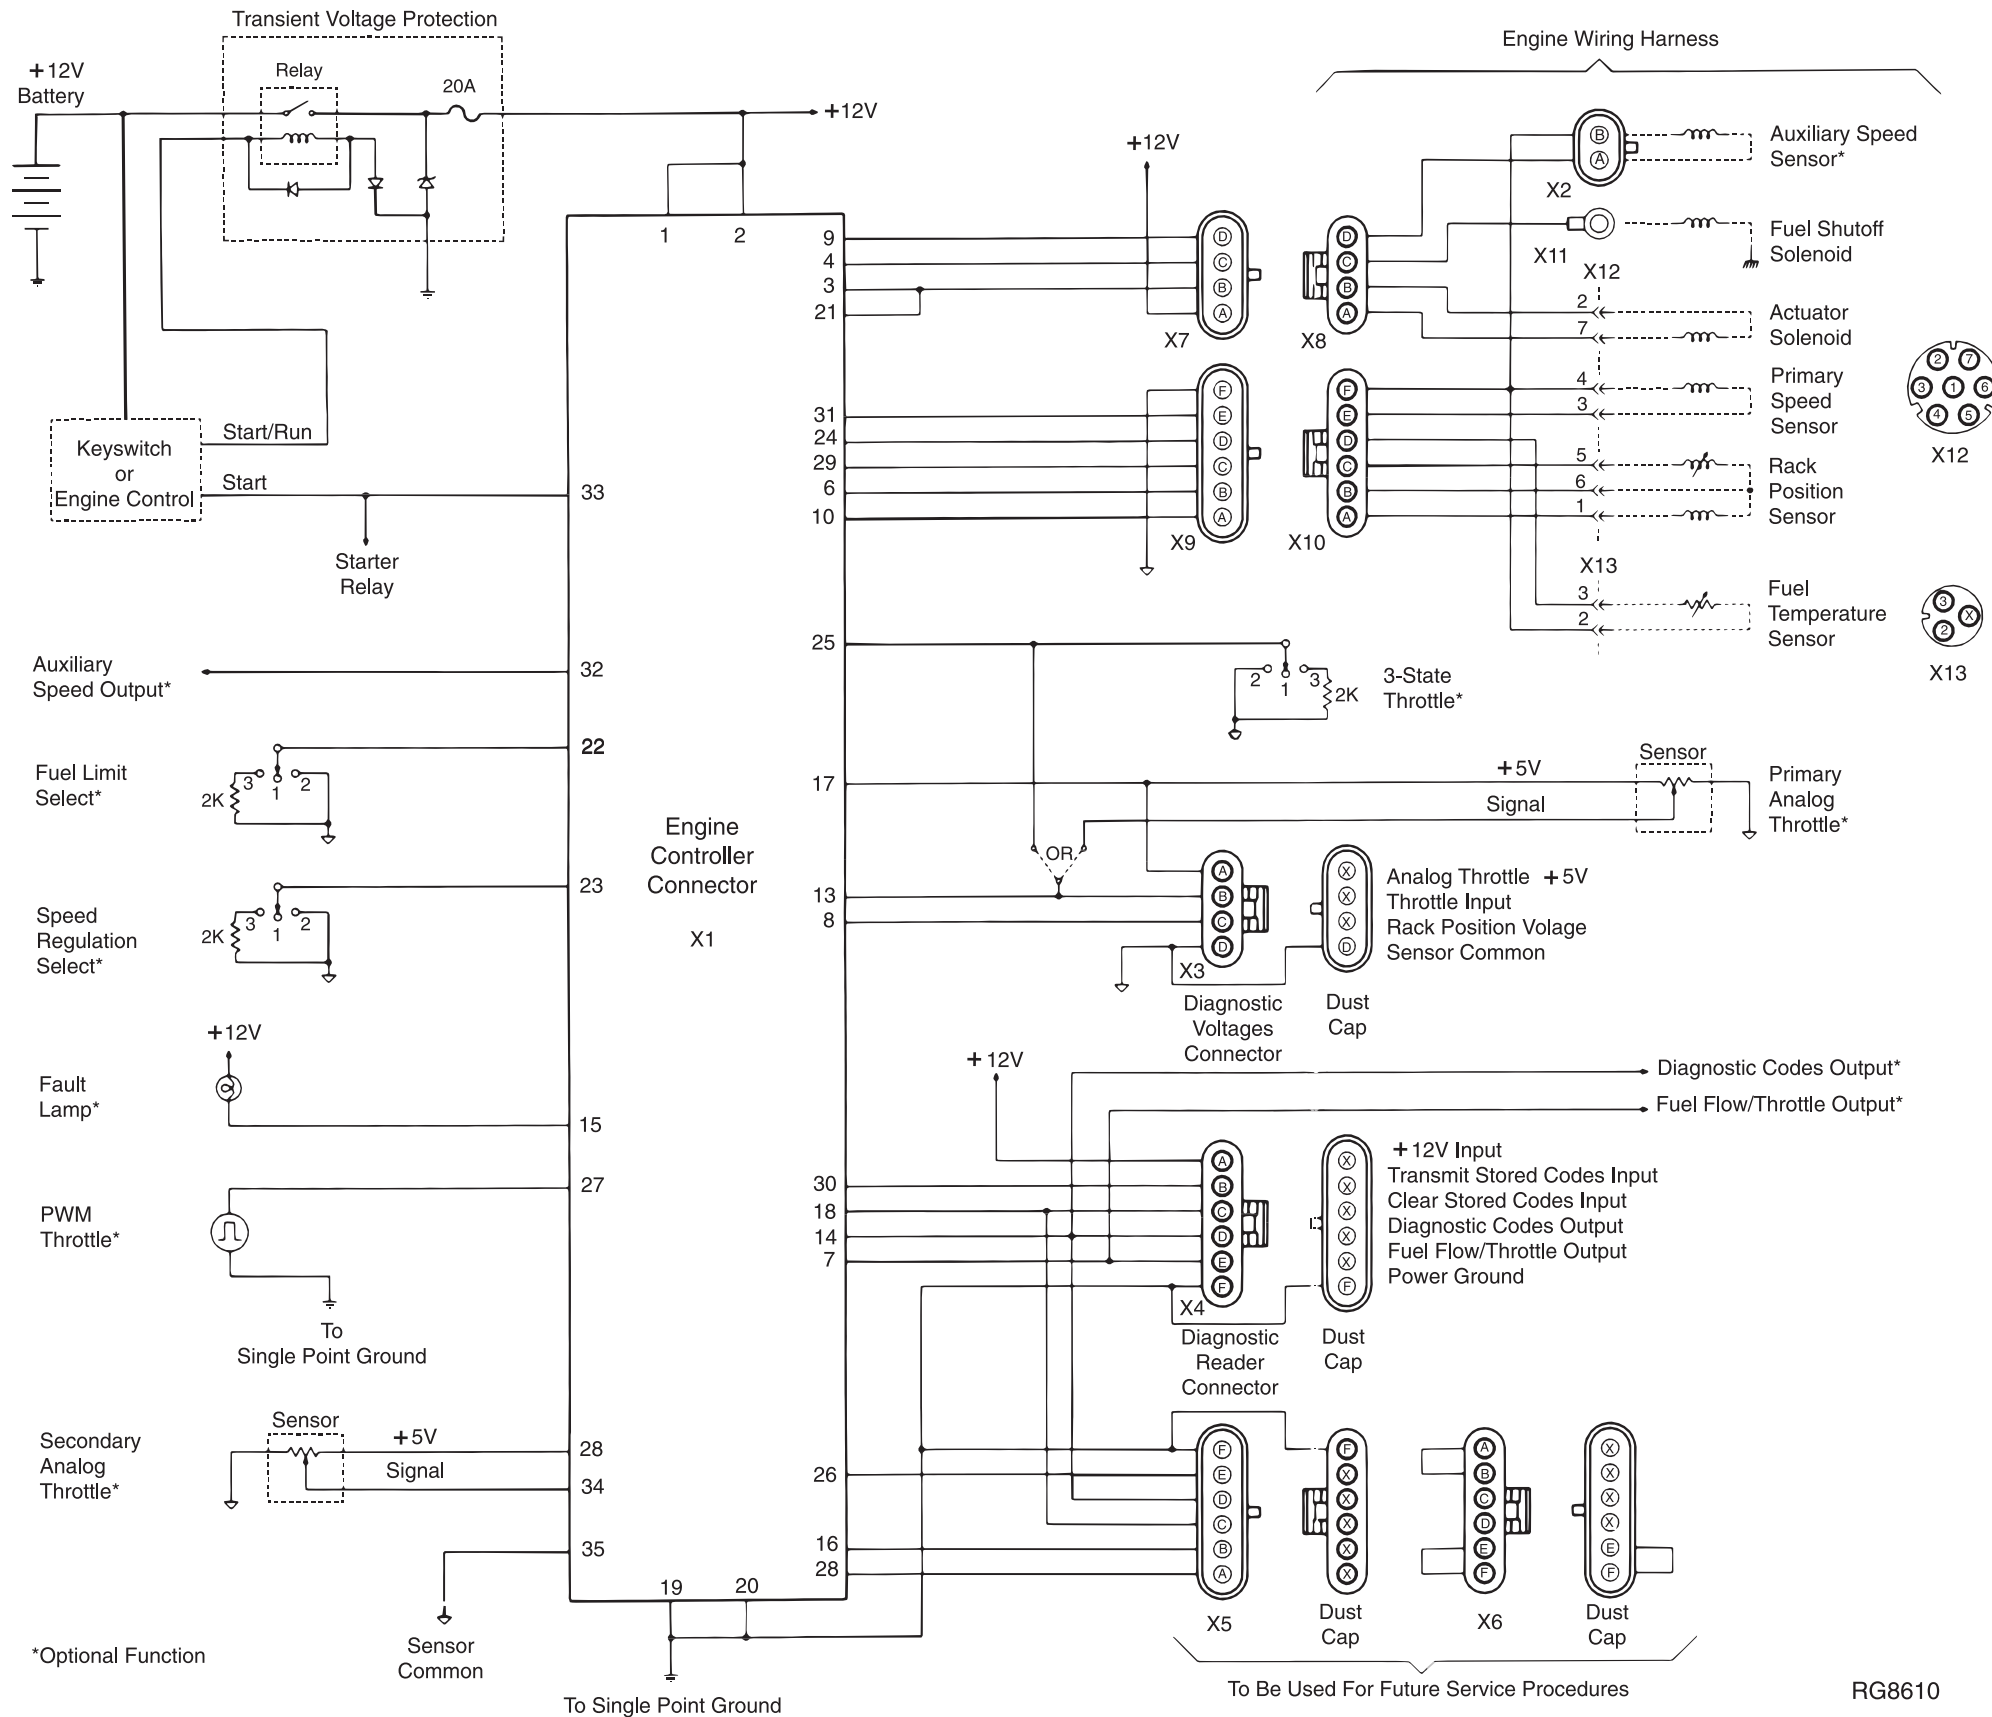 Transient Voltage Protection
Engine Wiring Harness
+12V
Battery
Relay
20A
+12V
+12V
B
A
X2
Auxiliary Speed
Sensor*
X11
Fuel Shutoff
Solenoid
X12
1
2
9
4
3
21
D
C
B
A
X7
D
C
B
A
X8
2
7
Actuator
Solenoid
4
3
Primary
Speed
Sensor
2
7
3
1
6
4
5
X12
Keyswitch
or
Engine Control
Start/Run
Start
33
Starter
Relay
31
24
29
6
10
F
E
D
C
B
A
X9
F
E
D
C
B
A
X10
5
6
1
Rack
Position
Sensor
X13
3
2
Fuel
Temperature
Sensor
3
X
2
X13
Auxiliary
Speed Output*
32
25
2
1
3
2K
3-State
Throttle*
22
Fuel Limit
Select*
2K
3
1
2
17
+5V
Signal
Sensor
Primary
Analog
Throttle*
Engine
Controller
Connector
X1
OR
23
Speed
Regulation
Select*
2K
3
1
2
13
8
A
B
C
D
X3
X
X
X
D
Analog Throttle +5V
Throttle Input
Rack Position Volage
Sensor Common
Diagnostic
Voltages
Connector
Dust
Cap
+12V
Fault
Lamp*
15
+12V
Diagnostic Codes Output*
Fuel Flow/Throttle Output*
27
PWM
Throttle*
To
Single Point Ground
30
18
14
7
A
B
C
D
E
F
X4
X
X
X
X
X
F
+12V Input
Transmit Stored Codes Input
Clear Stored Codes Input
Diagnostic Codes Output
Fuel Flow/Throttle Output
Power Ground
Diagnostic
Reader
Connector
Dust
Cap
Secondary
Analog
Throttle*
Sensor
+5V
Signal
28
34
35
Sensor
Common
26
16
28
F
E
D
C
B
A
X5
F
X
X
X
X
X
Dust
Cap
A
B
C
D
E
F
X6
X
X
X
X
E
F
Dust
Cap
19
20
To Single Point Ground
*Optional Function
To Be Used For Future Service Procedures
RG8610